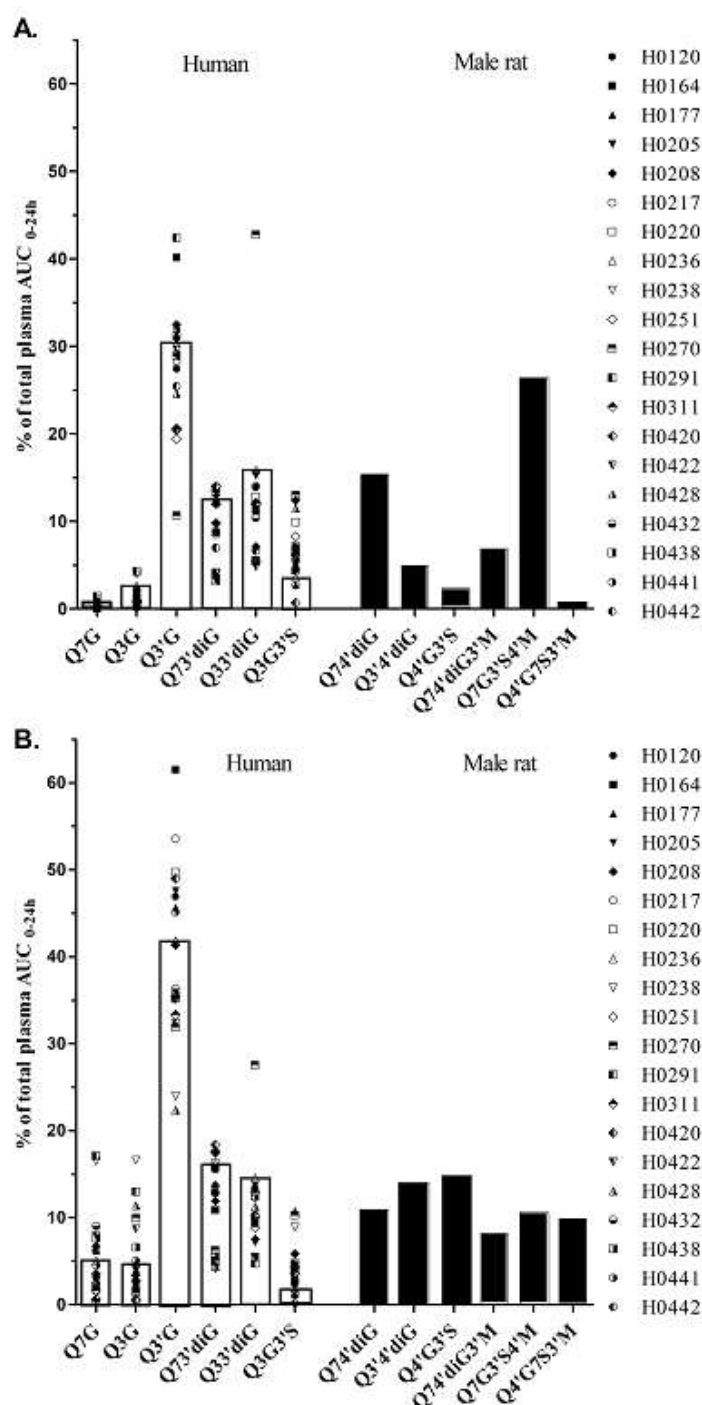 A.
Human Male rat
% of total plasma AUC 0-24h
60
50
40
30
20
10
0
Q7G
Q3G
Q3'G
Q73'diG
Q33'diG
Q3G3'S
Q74'diG
Q3'4'diG
Q4'G3'S
Q74'diG3'M
Q7G3'S4'M
Q4'G7S3'M
H0120
H0164
H0177
H0205
H0208
H0217
H0220
H0236
H0238
H0251
H0270
H0291
H0311
H0420
H0422
H0428
H0432
H0438
H0441
H0442
B.
Human Male rat
% of total plasma AUC 0-24h
60
50
40
30
20
10
0
Q7G
Q3G
Q3'G
Q73'diG
Q33'diG
Q3G3'S
Q74'diG
Q3'4'diG
Q4'G3'S
Q74'diG3'M
Q7G3'S4'M
Q4'G7S3'M
H0120
H0164
H0177
H0205
H0208
H0217
H0220
H0236
H0238
H0251
H0270
H0291
H0311
H0420
H0422
H0428
H0432
H0438
H0441
H0442